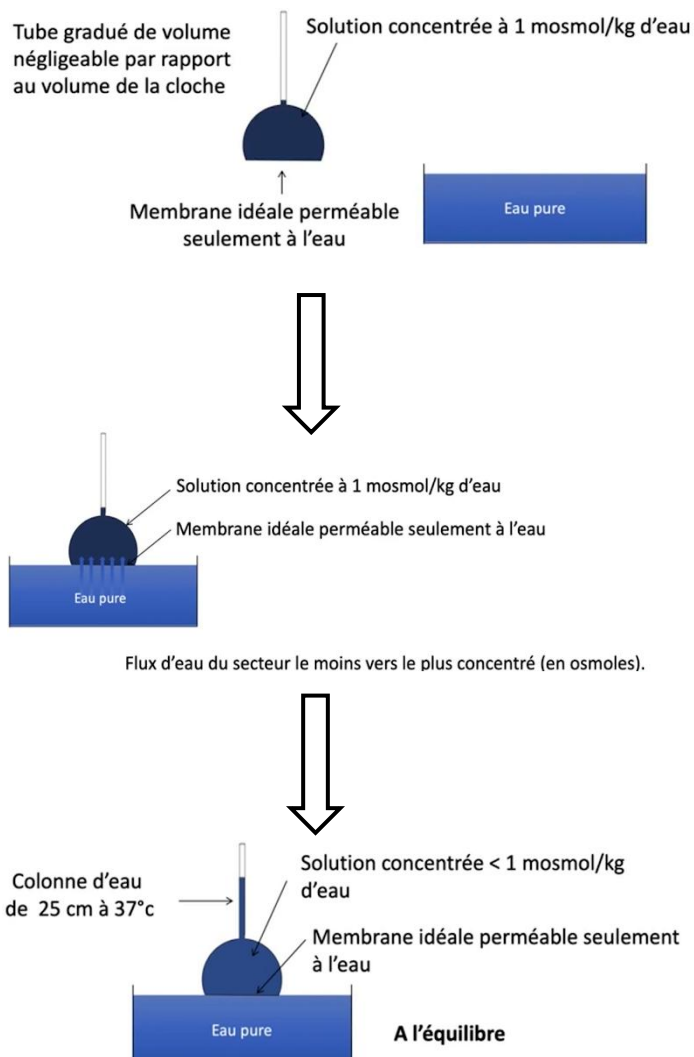 Tube gradué de volume
négligeable par rapport
au volume de la cloche
Solution concentrée à 1 mosmol/kg d'eau
Membrane idéale perméable
seulement à l'eau
Eau pure
Solution concentrée à 1 mosmol/kg d'eau
Membrane idéale perméable seulement à l'eau
Eau pure
Flux d'eau du secteur le moins vers le plus concentré (en osmoles).
Colonne d'eau
de 25 cm à 37°c
Solution concentrée < 1 mosmol/kg
d'eau
Membrane idéale perméable seulement
à l'eau
Eau pure
A l'équilibre